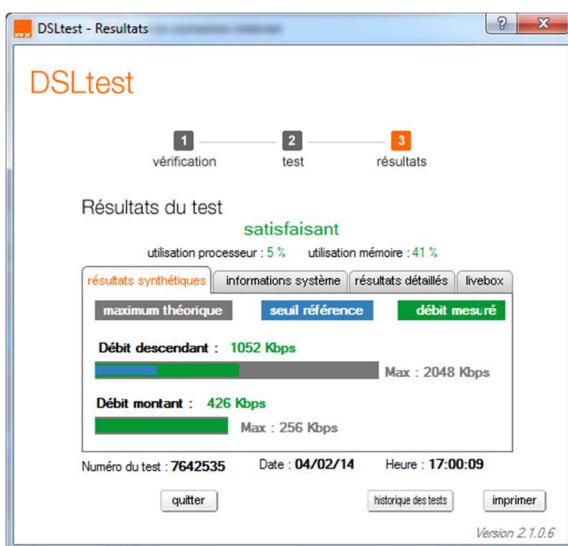 DSLtest - Resultats
DSLtest
1 2 3
vérification test résultats
Résultats du test
satisfaisant
utilisation processeur : 5 % utilisation mémoire : 41 %
résultats synthétiques informations système résultats détaillés livebox
maximum théorique seuil référence débit mesuré
Débit descendant : 1052 Kbps
Max : 2048 Kbps
Débit montant : 426 Kbps
Max : 256 Kbps
Numéro du test : 7642535 Date : 04/02/14 Heure : 17:00:09
quitter historique des tests imprimer
Version 2.1.0.6